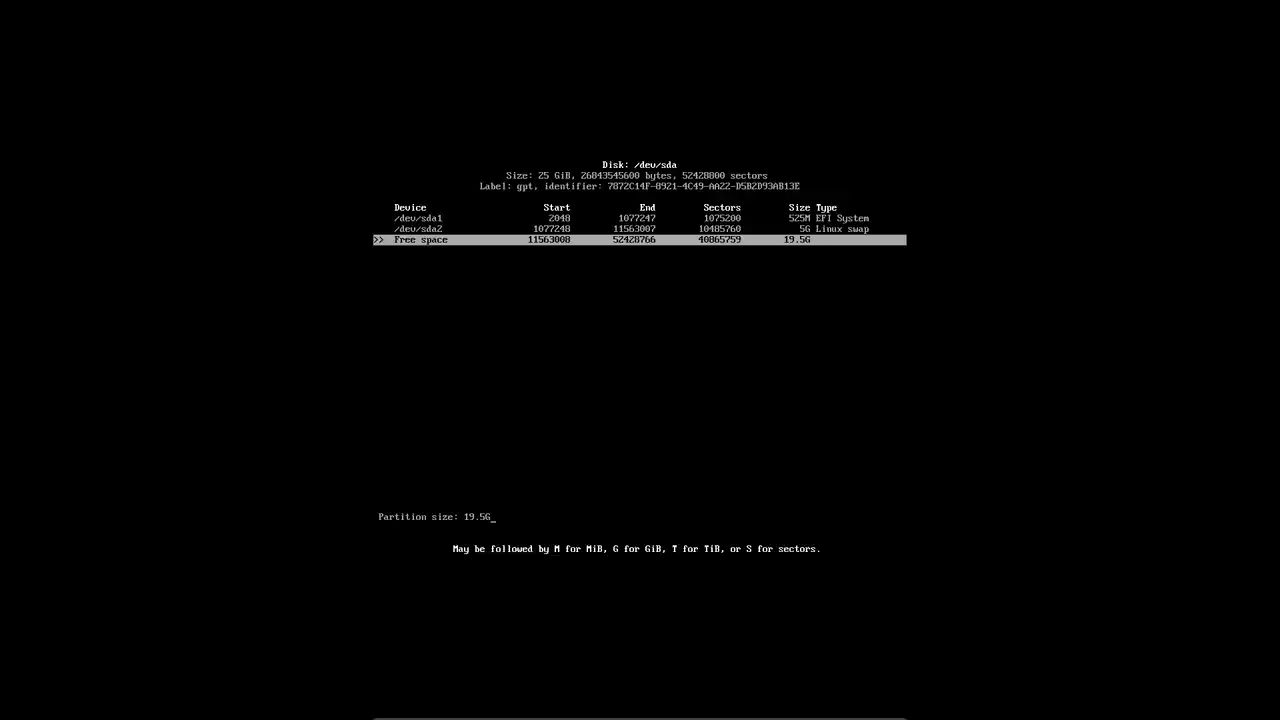 Disk: /dev/sda
Size: 25 GiB, 26843545600 bytes, 52428800 sectors
Label: gpt, identifier: 7872C14F-8921-4C49-AA22-D5B2D93AB13E
Device Start End Sectors Size Type
/dev/sda1 2048 1077247 1075200 525M EFI System
/dev/sda2 1077248 11563007 10485760 5G Linux swap
>> Free space 11563008 52428766 40865759 19.5G
Partition size: 19.5G_
May be followed by M for MiB, G for GiB, T for TiB, or S for sectors.